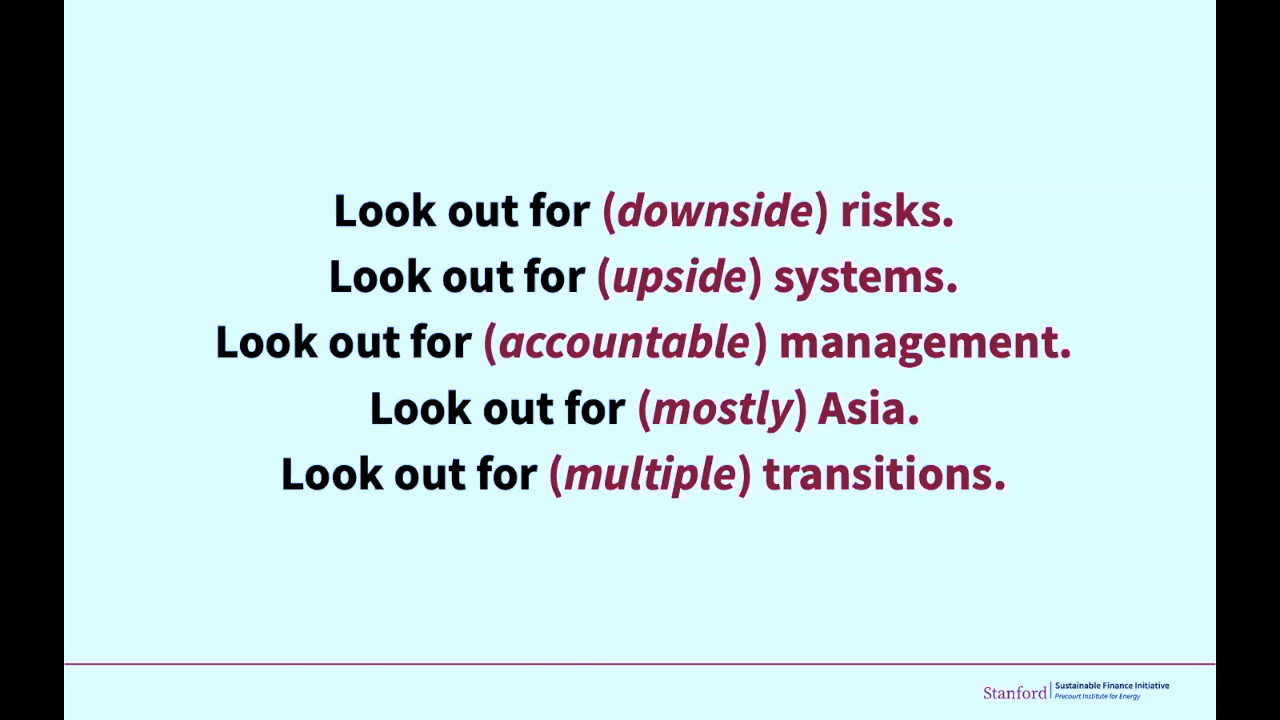 Look out for (downside) risks.
Look out for (upside) systems.
Look out for (accountable) management.
Look out for (mostly) Asia.
Look out for (multiple) transitions.
Stanford
Sustainable Finance Initiative
Precourt Institute for Energy